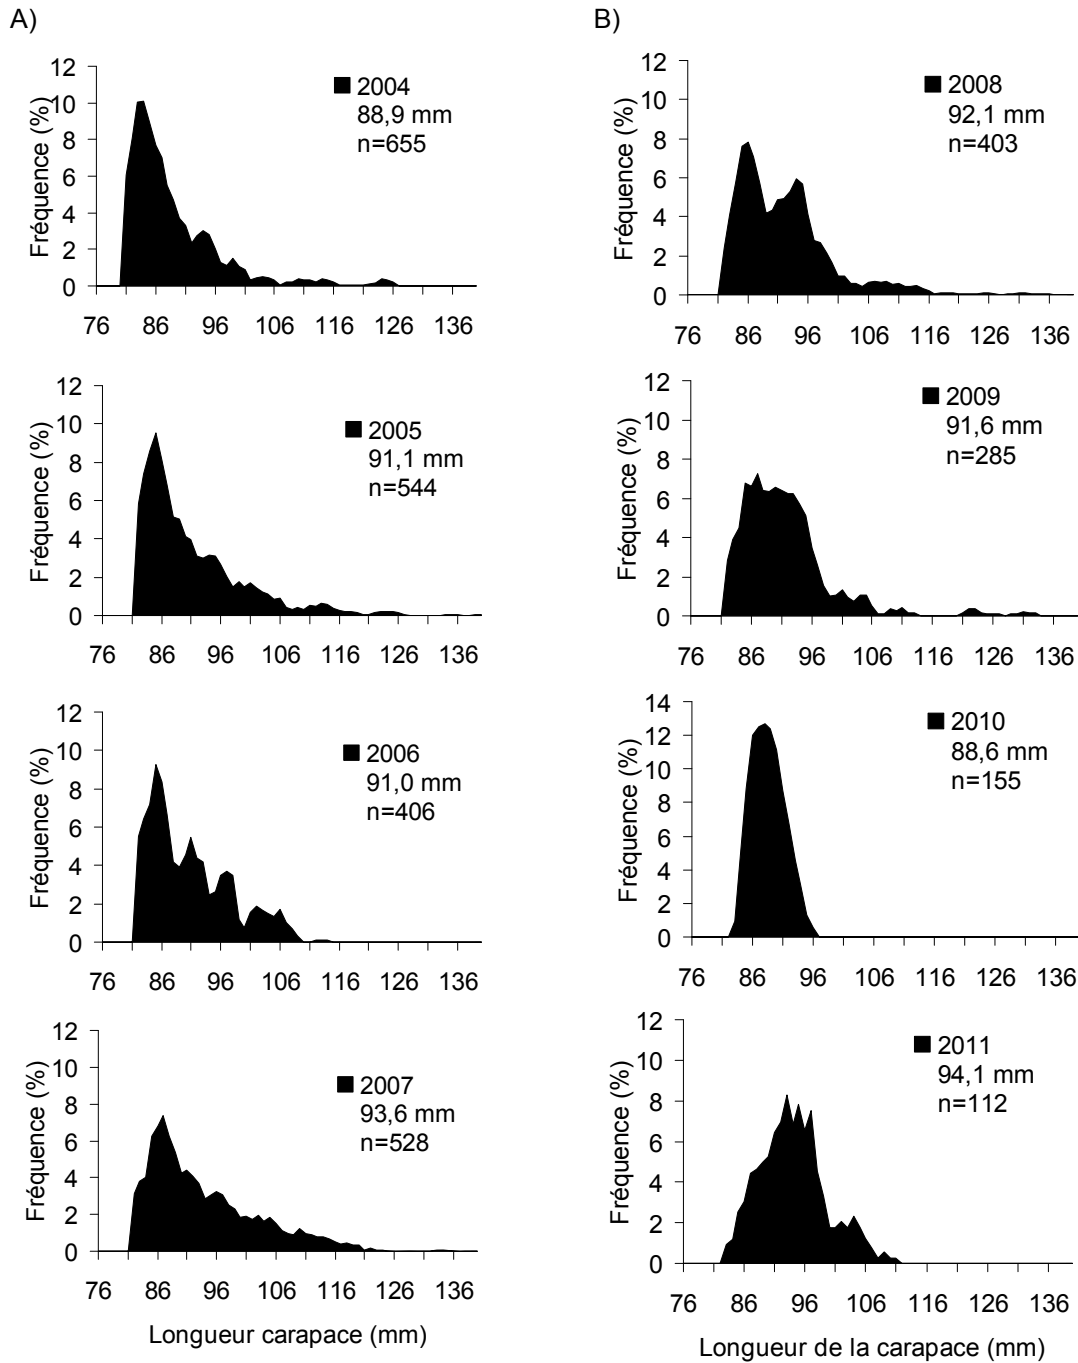 A)
12
10
8
6
4
2
0
Fréquence (%)
■ 2004
88,9 mm
n=655
76 86 96 106 116 126 136
12
10
8
6
4
2
0
Fréquence (%)
■ 2005
91,1 mm
n=544
76 86 96 106 116 126 136
12
10
8
6
4
2
0
Fréquence (%)
■ 2006
91,0 mm
n=406
76 86 96 106 116 126 136
12
10
8
6
4
2
0
Fréquence (%)
■ 2007
93,6 mm
n=528
76 86 96 106 116 126 136
Longueur carapace (mm)
B)
12
10
8
6
4
2
0
Fréquence (%)
■ 2008
92,1 mm
n=403
76 86 96 106 116 126 136
12
10
8
6
4
2
0
Fréquence (%)
■ 2009
91,6 mm
n=285
76 86 96 106 116 126 136
14
12
10
8
6
4
2
0
Fréquence (%)
■ 2010
88,6 mm
n=155
76 86 96 106 116 126 136
12
10
8
6
4
2
0
Fréquence (%)
■ 2011
94,1 mm
n=112
76 86 96 106 116 126 136
Longueur de la carapace (mm)